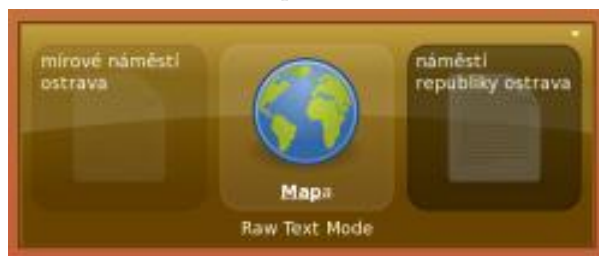 mírové náměstí
ostrava
Mapa
náměstí
republiky ostrava
Raw Text Mode